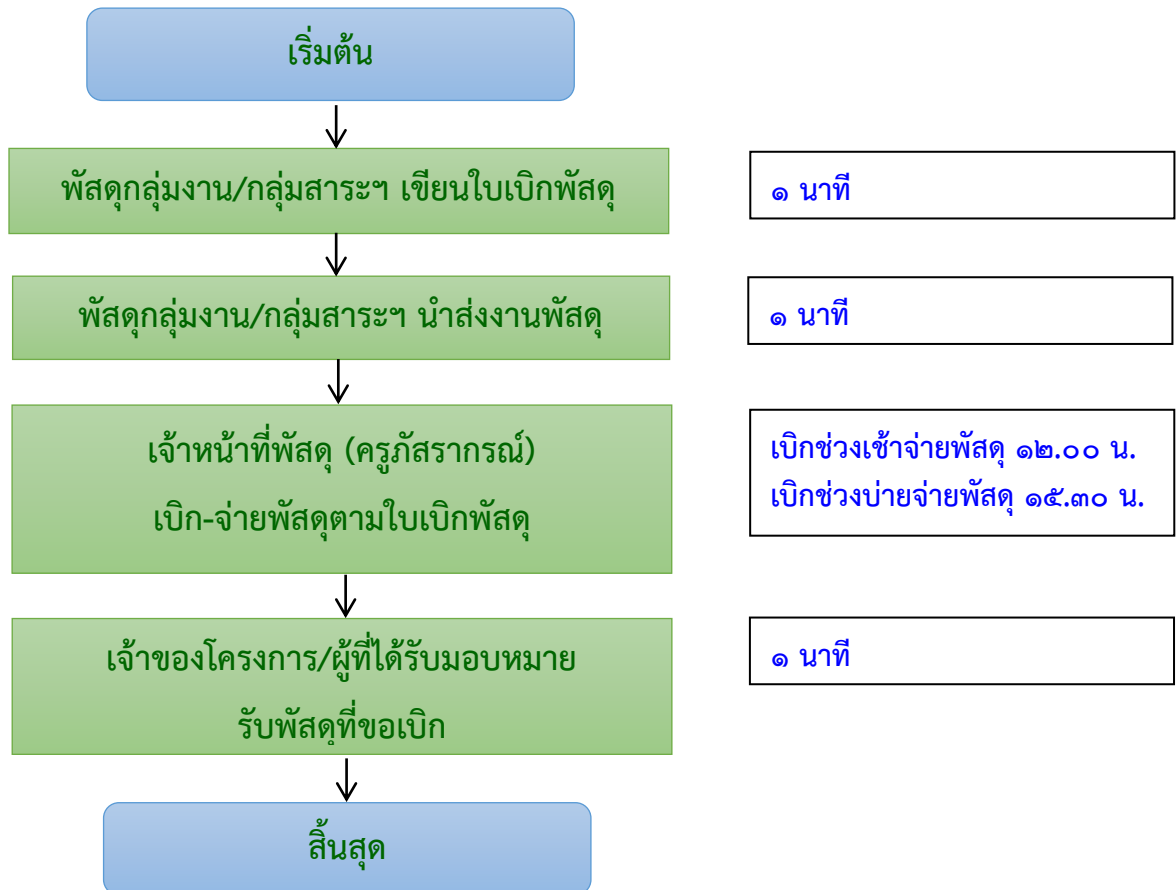 เริ่มต้น
พัสดุกลุ่มงาน/กลุ่มสาระฯ เขียนใบเบิกพัสดุ
๑ นาที
พัสดุกลุ่มงาน/กลุ่มสาระฯ นำส่งงานพัสดุ
๑ นาที
เจ้าหน้าที่พัสดุ (ครูภัสรากรณ์)
เบิก-จ่ายพัสดุตามใบเบิกพัสดุ
เบิกช่วงเช้าจ่ายพัสดุ ๑๒.๐๐ น.
เบิกช่วงบ่ายจ่ายพัสดุ ๑๕.๓๐ น.
เจ้าของโครงการ/ผู้ที่ได้รับมอบหมาย
รับพัสดุที่ขอเบิก
๑ นาที
สิ้นสุด